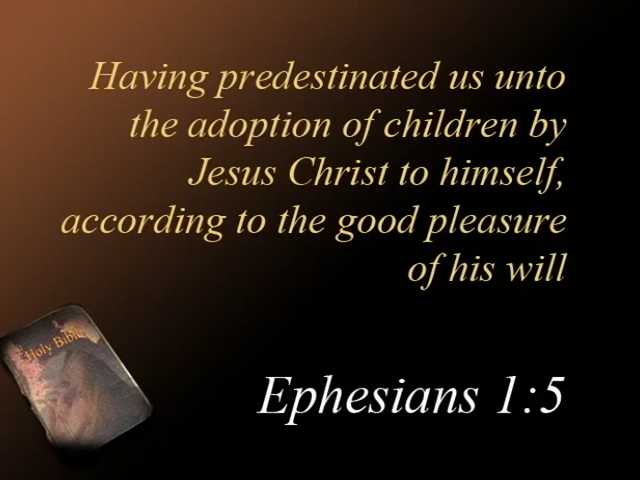 Having predestinated us unto
the adoption of children by
Jesus Christ to himself,
according to the good pleasure
of his will
Holy Bible
Ephesians 1:5